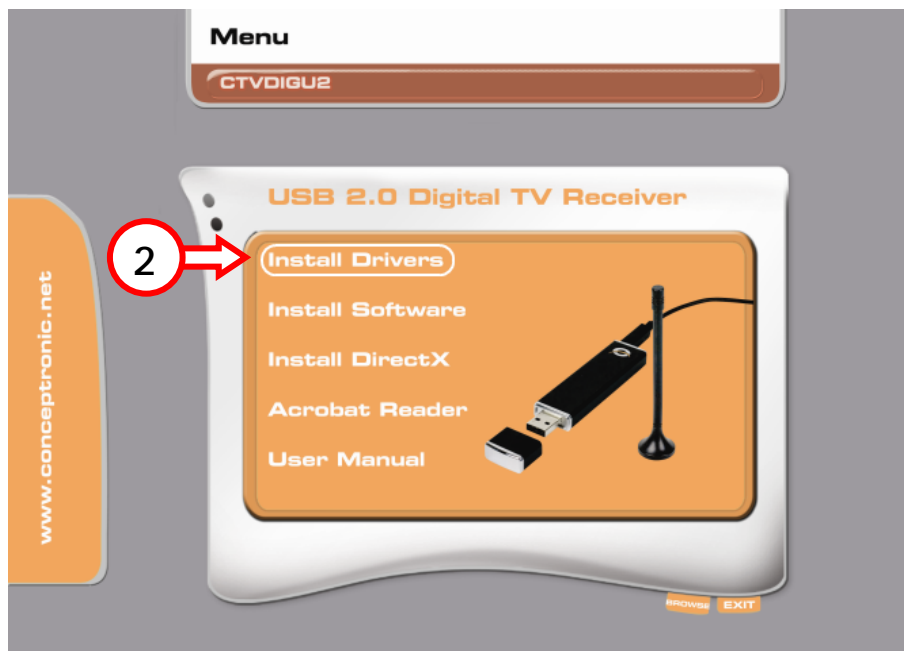 Menu
CTVDIGU2
www.conceptronic.net
USB 2.0 Digital TV Receiver
2
Install Drivers
Install Software
Install DirectX
Acrobat Reader
User Manual
BROWSE
EXIT